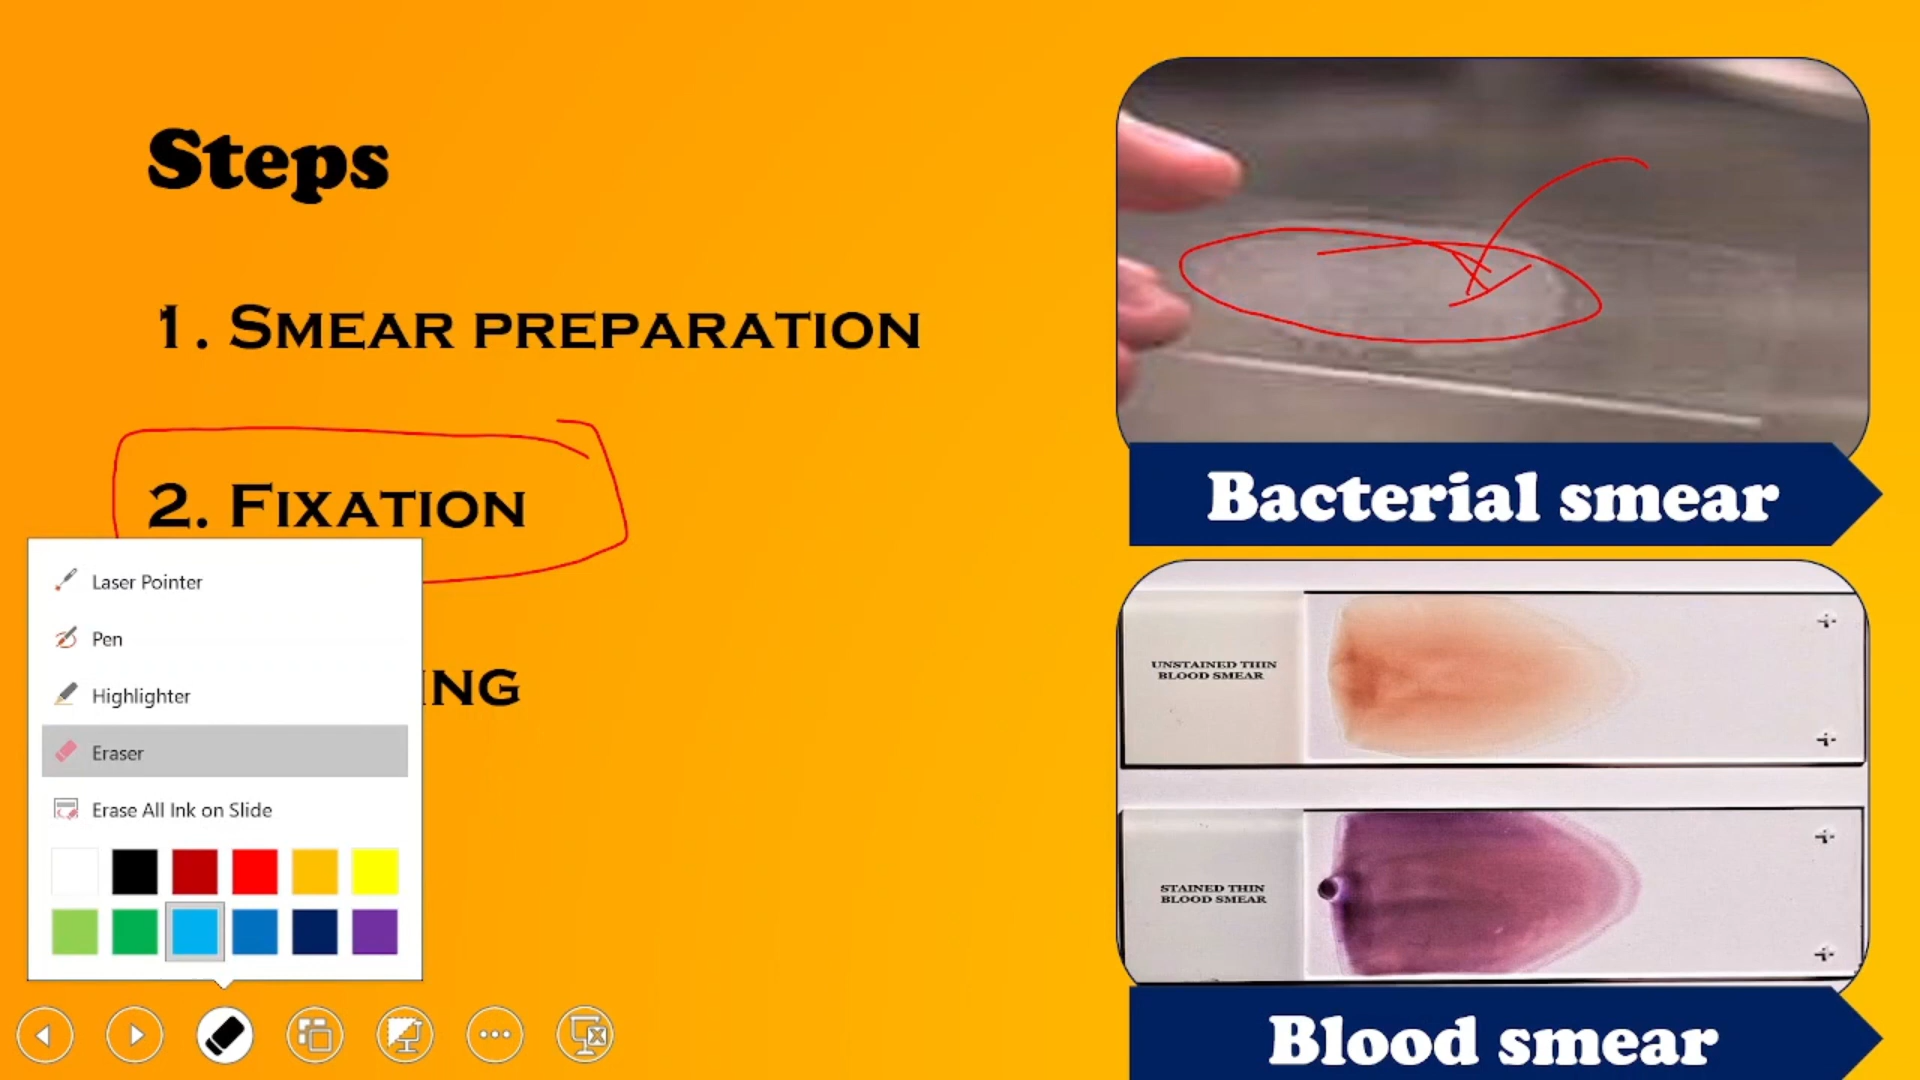 Steps
1. Smear preparation
2. Fixation
ING
Laser Pointer
Pen
Highlighter
Eraser
Erase All Ink on Slide
Bacterial smear
UNSTAINED THIN
BLOOD SMEAR
STAINED THIN
BLOOD SMEAR
Blood smear